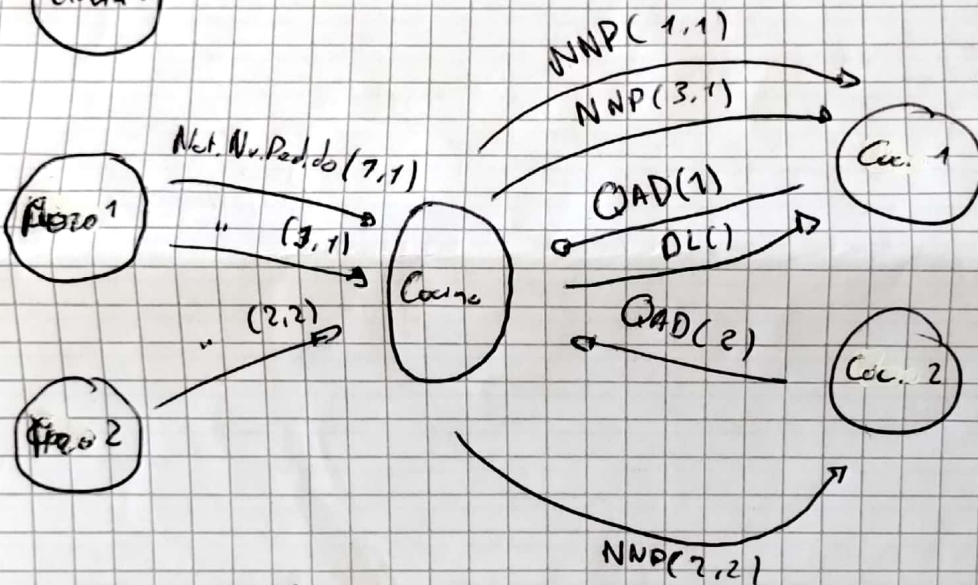 NNP(1,1)
NNP(3,1)
Not.Nv.Pedido(1,1)
Coc. 1
QAD(1)
Mozo 1
" (3,1)
DL()
Cocina
" (2,2)
QAD(2)
Coc. 2
Mozo 2
NNP(2,2)